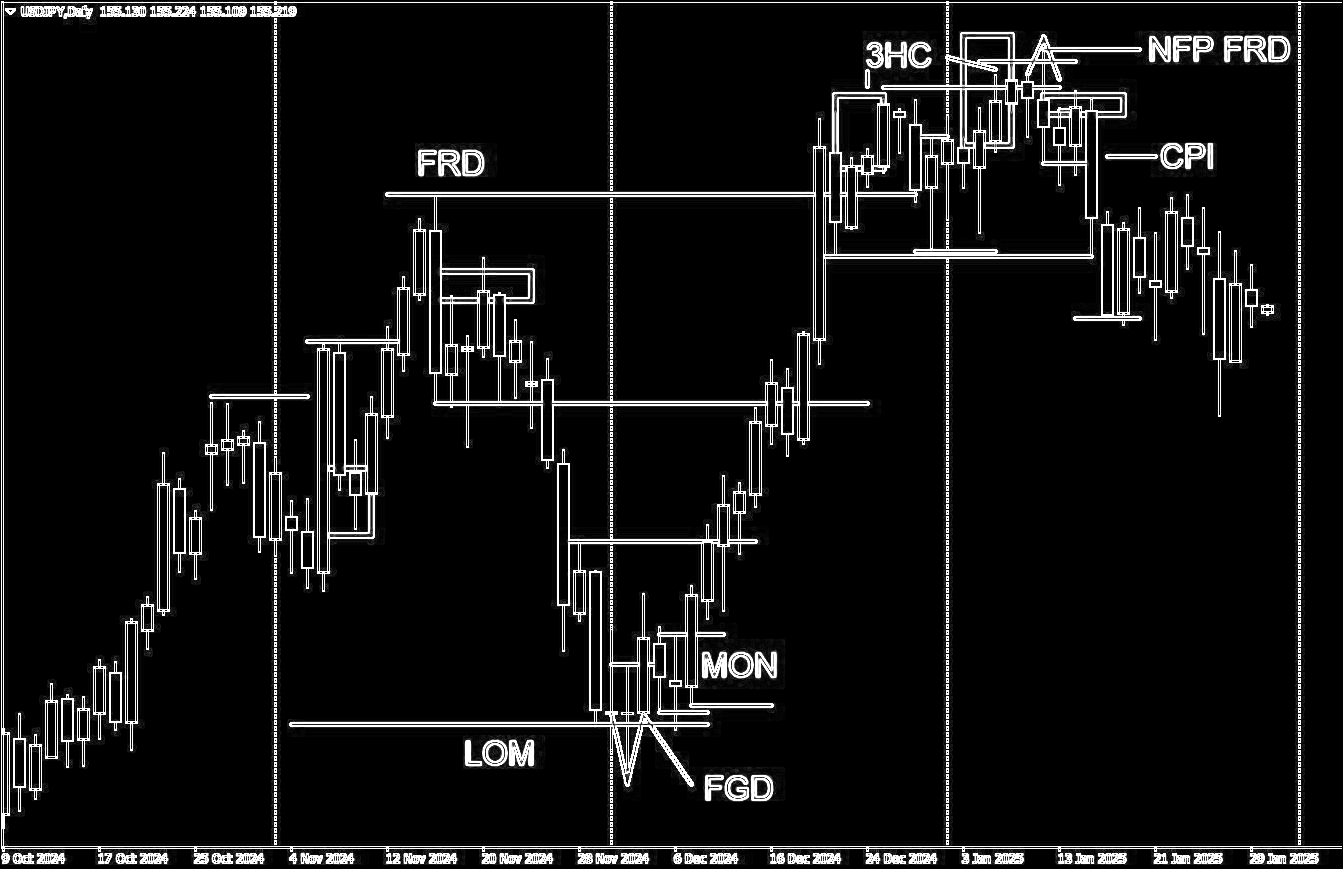 USDJPY,Daily 155.130 155.224 155.109 155.219
3HC
NFP FRD
FRD
CPI
MON
LOM
FGD
9 Oct 2024 17 Oct 2024 25 Oct 2024 4 Nov 2024 12 Nov 2024 20 Nov 2024 28 Nov 2024 6 Dec 2024 16 Dec 2024 24 Dec 2024 3 Jan 2025 13 Jan 2025 21 Jan 2025 29 Jan 2025